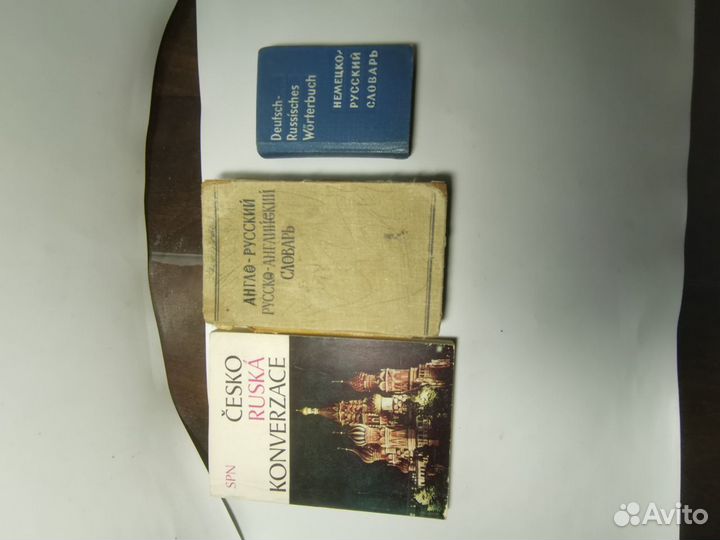 Deutsch-
Russisches
Wörterbuch
НЕМЕЦКО-
РУССКИЙ
СЛОВАРЬ
АНГЛО-РУССКИЙ
РУССКО-АНГЛИЙСКИЙ
СЛОВАРЬ
ČESKO
RUSKÁ
KONVERZACE
SPN
Avito